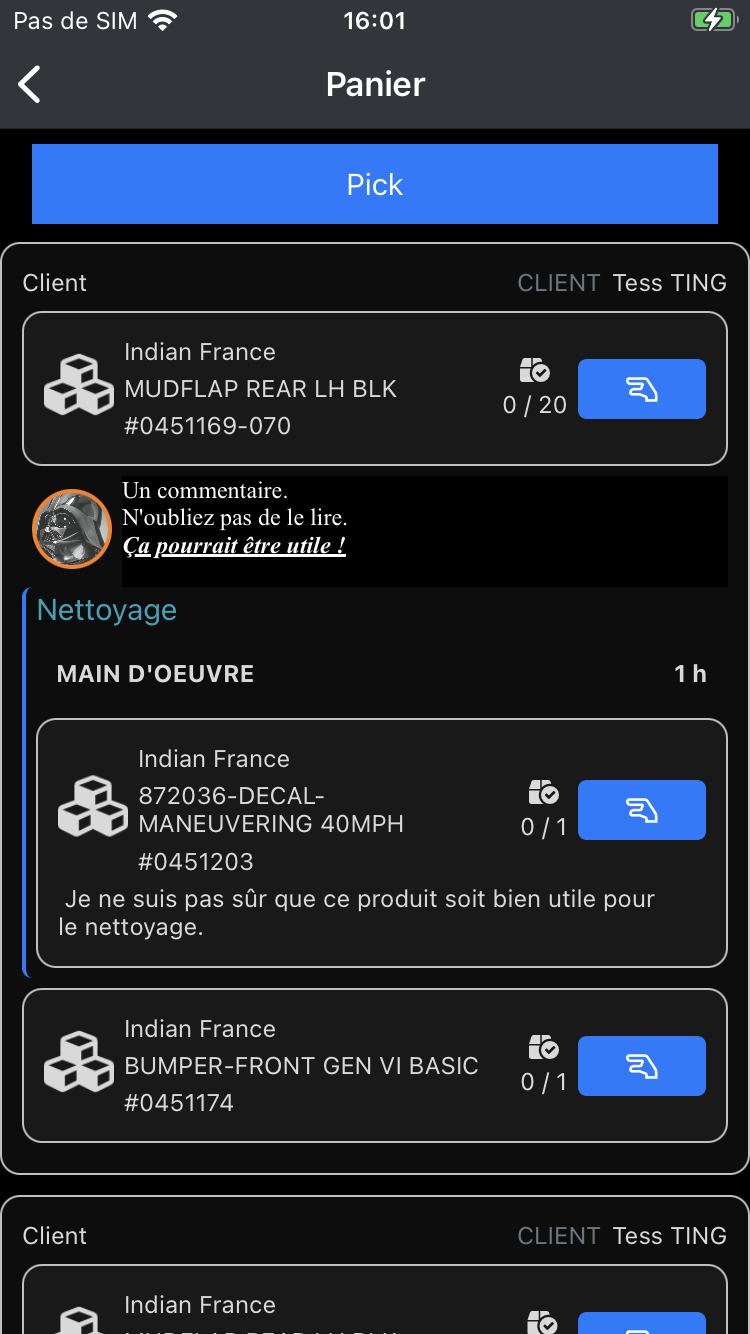 Pas de SIM 16:01
Panier
Pick
Client CLIENT Tess TING
Indian France
MUDFLAP REAR LH BLK
#0451169-070
0 / 20
Un commentaire.
N'oubliez pas de le lire.
Ça pourrait être utile !
Nettoyage
MAIN D'OEUVRE 1 h
Indian France
872036-DECAL-
MANEUVERING 40MPH
#0451203
0 / 1
Je ne suis pas sûr que ce produit soit bien utile pour
le nettoyage.
Indian France
BUMPER-FRONT GEN VI BASIC
#0451174
0 / 1
Client CLIENT Tess TING
Indian France